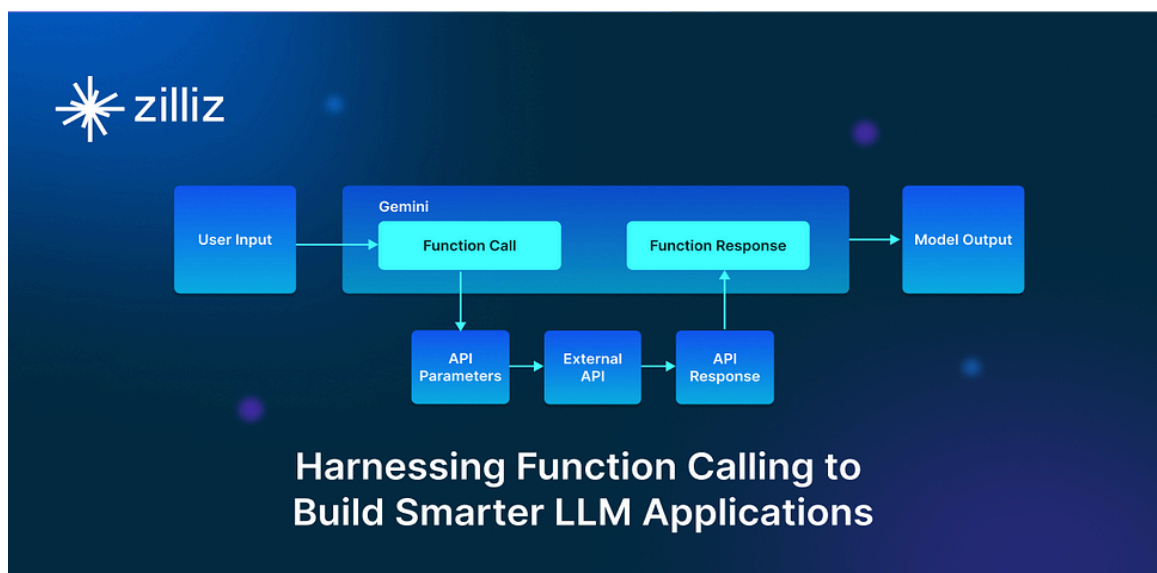 zilliz
Gemini
User Input
Function Call
Function Response
Model Output
API
Parameters
External
API
API
Response
Harnessing Function Calling to
Build Smarter LLM Applications